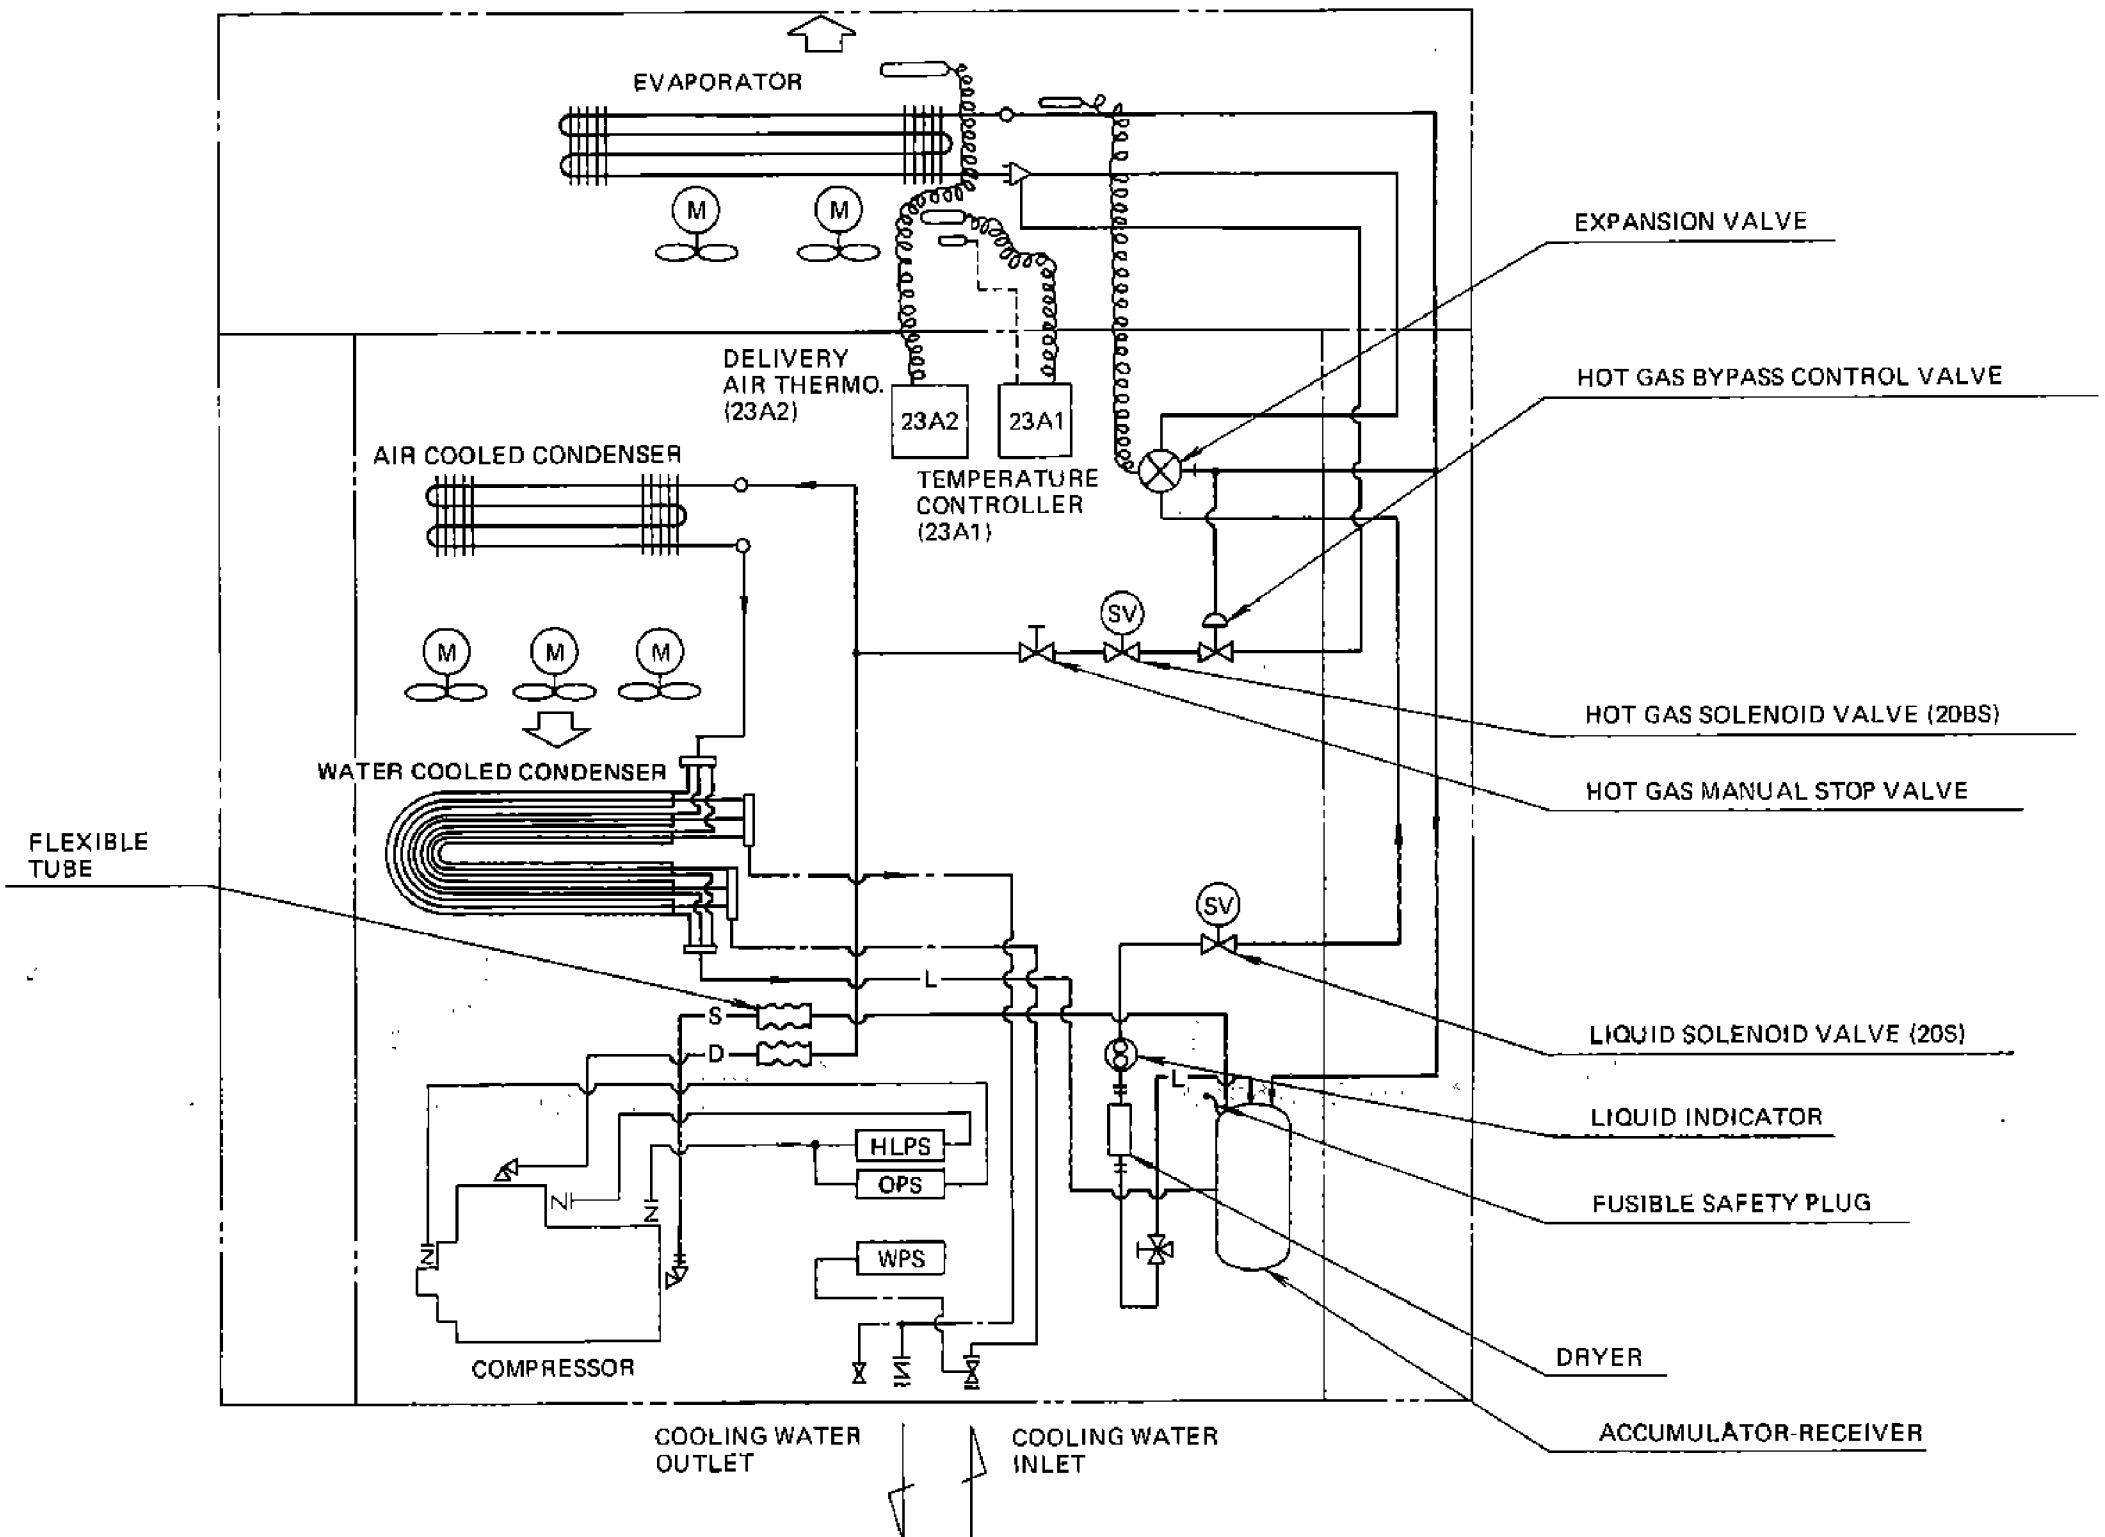 EVAPORATOR
M
M
EXPANSION VALVE
DELIVERY
AIR THERMO.
(23A2)
23A2
23A1
HOT GAS BYPASS CONTROL VALVE
AIR COOLED CONDENSER
TEMPERATURE
CONTROLLER
(23A1)
SV
M
M
M
HOT GAS SOLENOID VALVE (20BS)
WATER COOLED CONDENSER
HOT GAS MANUAL STOP VALVE
FLEXIBLE
TUBE
SV
L
S
D
LIQUID SOLENOID VALVE (20S)
L
LIQUID INDICATOR
HLPS
OPS
FUSIBLE SAFETY PLUG
WPS
COMPRESSOR
DRYER
COOLING WATER
OUTLET
COOLING WATER
INLET
ACCUMULATOR-RECEIVER